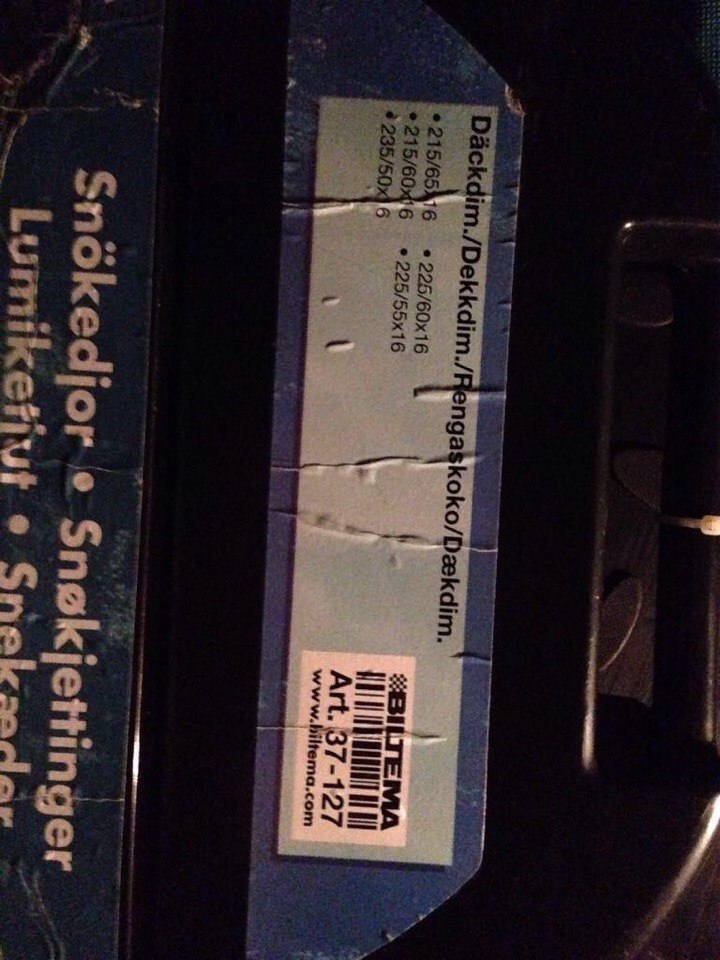 Däckdim./Dekkdim./Rengaskoko/Dækdim.
• 215/65x16
• 215/60x16
• 235/50x16
• 225/60x16
• 225/55x16
BILTEMA
Art. 37-127
www.biltema.com
Snökedjor • Snøkjettinger
Lumiketjut • Snekæder